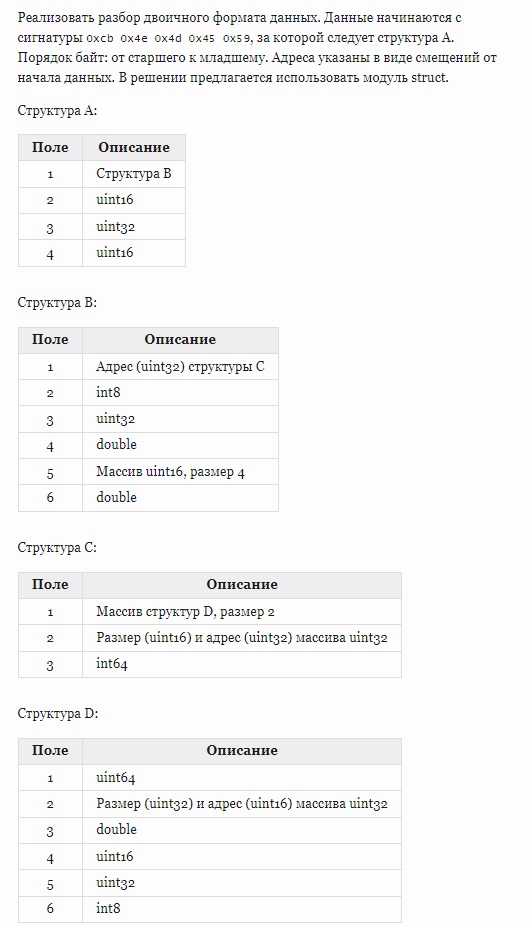 Реализовать разбор двоичного формата данных. Данные начинаются с
сигнатуры 0xcb 0x4e 0x4d 0x45 0x59, за которой следует структура A.
Порядок байт: от старшего к младшему. Адреса указаны в виде смещений от
начала данных. В решении предлагается использовать модуль struct.
Структура A:
Поле Описание
1 Структура B
2 uint16
3 uint32
4 uint16
Структура B:
Поле Описание
1 Адрес (uint32) структуры C
2 int8
3 uint32
4 double
5 Массив uint16, размер 4
6 double
Структура C:
Поле Описание
1 Массив структур D, размер 2
2 Размер (uint16) и адрес (uint32) массива uint32
3 int64
Структура D:
Поле Описание
1 uint64
2 Размер (uint32) и адрес (uint16) массива uint32
3 double
4 uint16
5 uint32
6 int8